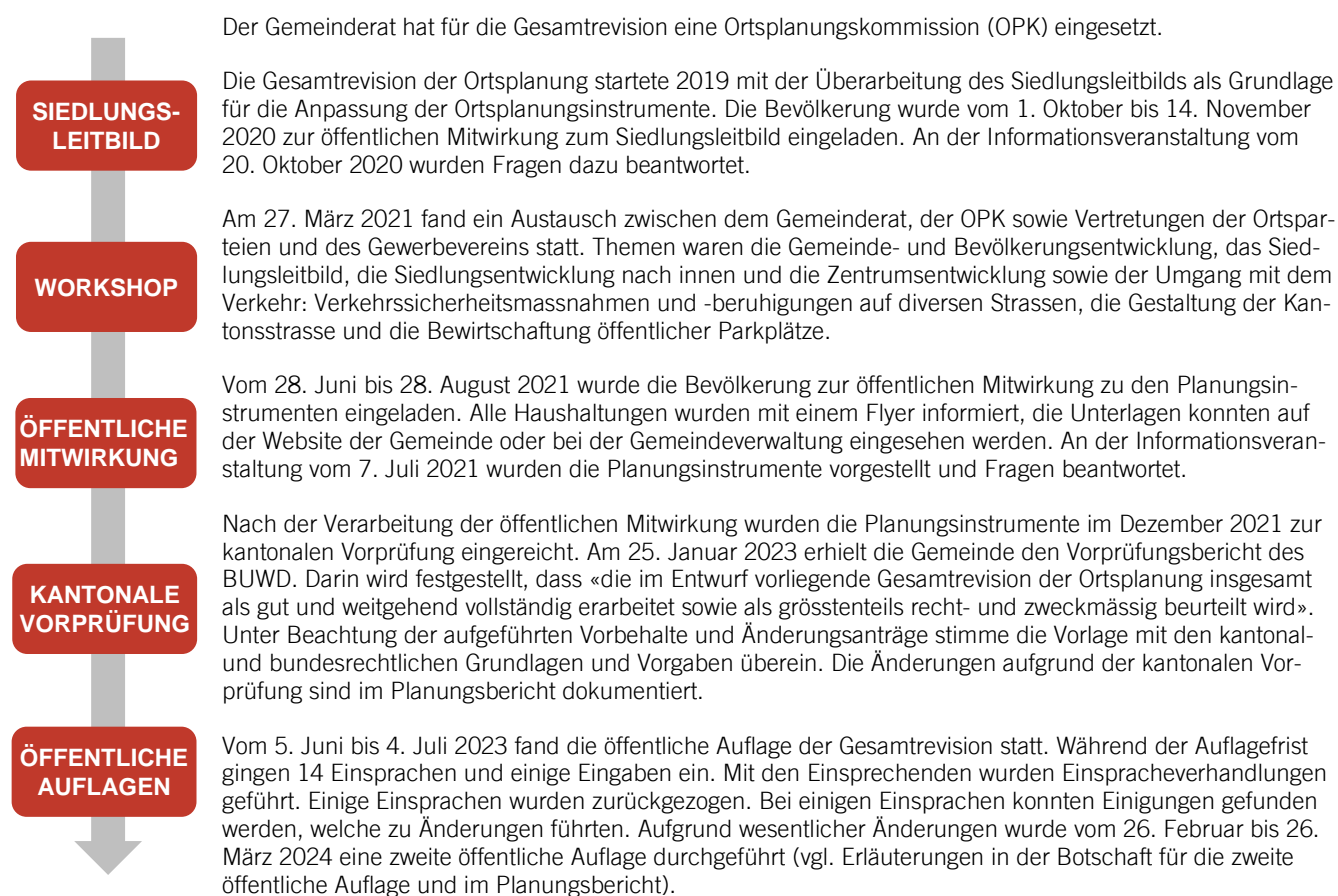 Der Gemeinderat hat für die Gesamtrevision eine Ortsplanungskommission (OPK) eingesetzt.
SIEDLUNGS-
LEITBILD
Die Gesamtrevision der Ortsplanung startete 2019 mit der Überarbeitung des Siedlungsleitbilds als Grundlage
für die Anpassung der Ortsplanungsinstrumente. Die Bevölkerung wurde vom 1. Oktober bis 14. November
2020 zur öffentlichen Mitwirkung zum Siedlungsleitbild eingeladen. An der Informationsveranstaltung vom
20. Oktober 2020 wurden Fragen dazu beantwortet.
WORKSHOP
Am 27. März 2021 fand ein Austausch zwischen dem Gemeinderat, der OPK sowie Vertretungen der Ortspar-
teien und des Gewerbevereins statt. Themen waren die Gemeinde- und Bevölkerungsentwicklung, das Sied-
lungsleitbild, die Siedlungsentwicklung nach innen und die Zentrumsentwicklung sowie der Umgang mit dem
Verkehr: Verkehrssicherheitsmassnahmen und -beruhigungen auf diversen Strassen, die Gestaltung der Kan-
tonsstrasse und die Bewirtschaftung öffentlicher Parkplätze.
ÖFFENTLICHE
MITWIRKUNG
Vom 28. Juni bis 28. August 2021 wurde die Bevölkerung zur öffentlichen Mitwirkung zu den Planungsin-
strumenten eingeladen. Alle Haushaltungen wurden mit einem Flyer informiert, die Unterlagen konnten auf
der Website der Gemeinde oder bei der Gemeindeverwaltung eingesehen werden. An der Informationsveran-
staltung vom 7. Juli 2021 wurden die Planungsinstrumente vorgestellt und Fragen beantwortet.
KANTONALE
VORPRÜFUNG
Nach der Verarbeitung der öffentlichen Mitwirkung wurden die Planungsinstrumente im Dezember 2021 zur
kantonalen Vorprüfung eingereicht. Am 25. Januar 2023 erhielt die Gemeinde den Vorprüfungsbericht des
BUWD. Darin wird festgestellt, dass «die im Entwurf vorliegende Gesamtrevision der Ortsplanung insgesamt
als gut und weitgehend vollständig erarbeitet sowie als grösstenteils recht- und zweckmässig beurteilt wird».
Unter Beachtung der aufgeführten Vorbehalte und Änderungsanträge stimme die Vorlage mit den kantonal-
und bundesrechtlichen Grundlagen und Vorgaben überein. Die Änderungen aufgrund der kantonalen Vor-
prüfung sind im Planungsbericht dokumentiert.
ÖFFENTLICHE
AUFLAGEN
Vom 5. Juni bis 4. Juli 2023 fand die öffentliche Auflage der Gesamtrevision statt. Während der Auflagefrist
gingen 14 Einsprachen und einige Eingaben ein. Mit den Einsprechenden wurden Einspracheverhandlungen
geführt. Einige Einsprachen wurden zurückgezogen. Bei einigen Einsprachen konnten Einigungen gefunden
werden, welche zu Änderungen führten. Aufgrund wesentlicher Änderungen wurde vom 26. Februar bis 26.
März 2024 eine zweite öffentliche Auflage durchgeführt (vgl. Erläuterungen in der Botschaft für die zweite
öffentliche Auflage und im Planungsbericht).